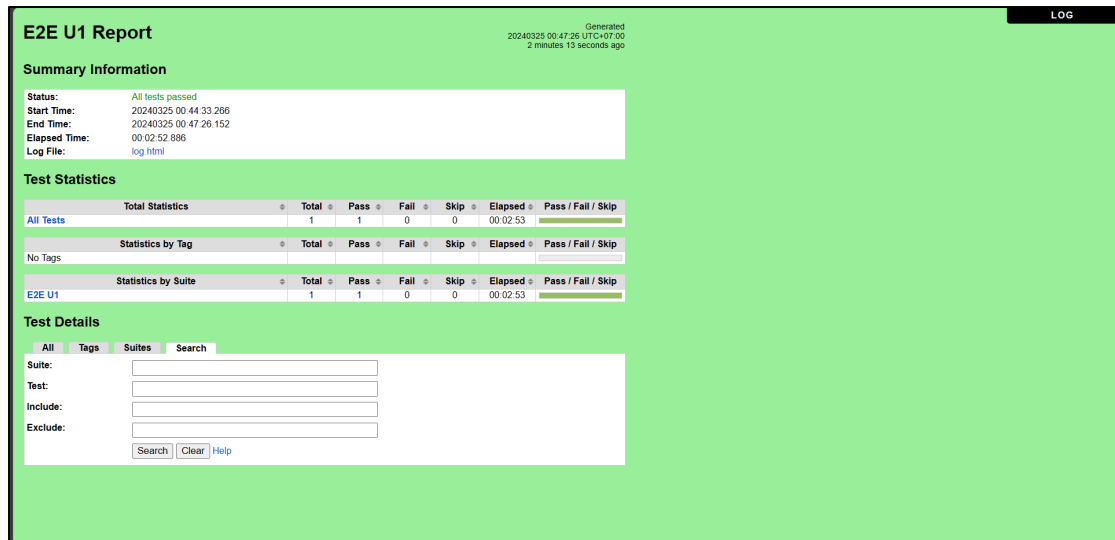 LOG
E2E U1 Report
Generated
20240325 00:47:26 UTC+07:00
2 minutes 13 seconds ago
Summary Information
Status: All tests passed
Start Time: 20240325 00:44:33.266
End Time: 20240325 00:47:26.152
Elapsed Time: 00:02:52.886
Log File: log.html
Test Statistics
Total Statistics Total Pass Fail Skip Elapsed Pass / Fail / Skip
All Tests 1 1 0 0 00:02:53
Statistics by Tag Total Pass Fail Skip Elapsed Pass / Fail / Skip
No Tags
Statistics by Suite Total Pass Fail Skip Elapsed Pass / Fail / Skip
E2E U1 1 1 0 0 00:02:53
Test Details
All Tags Suites Search
Suite:
Test:
Include:
Exclude:
Search Clear Help